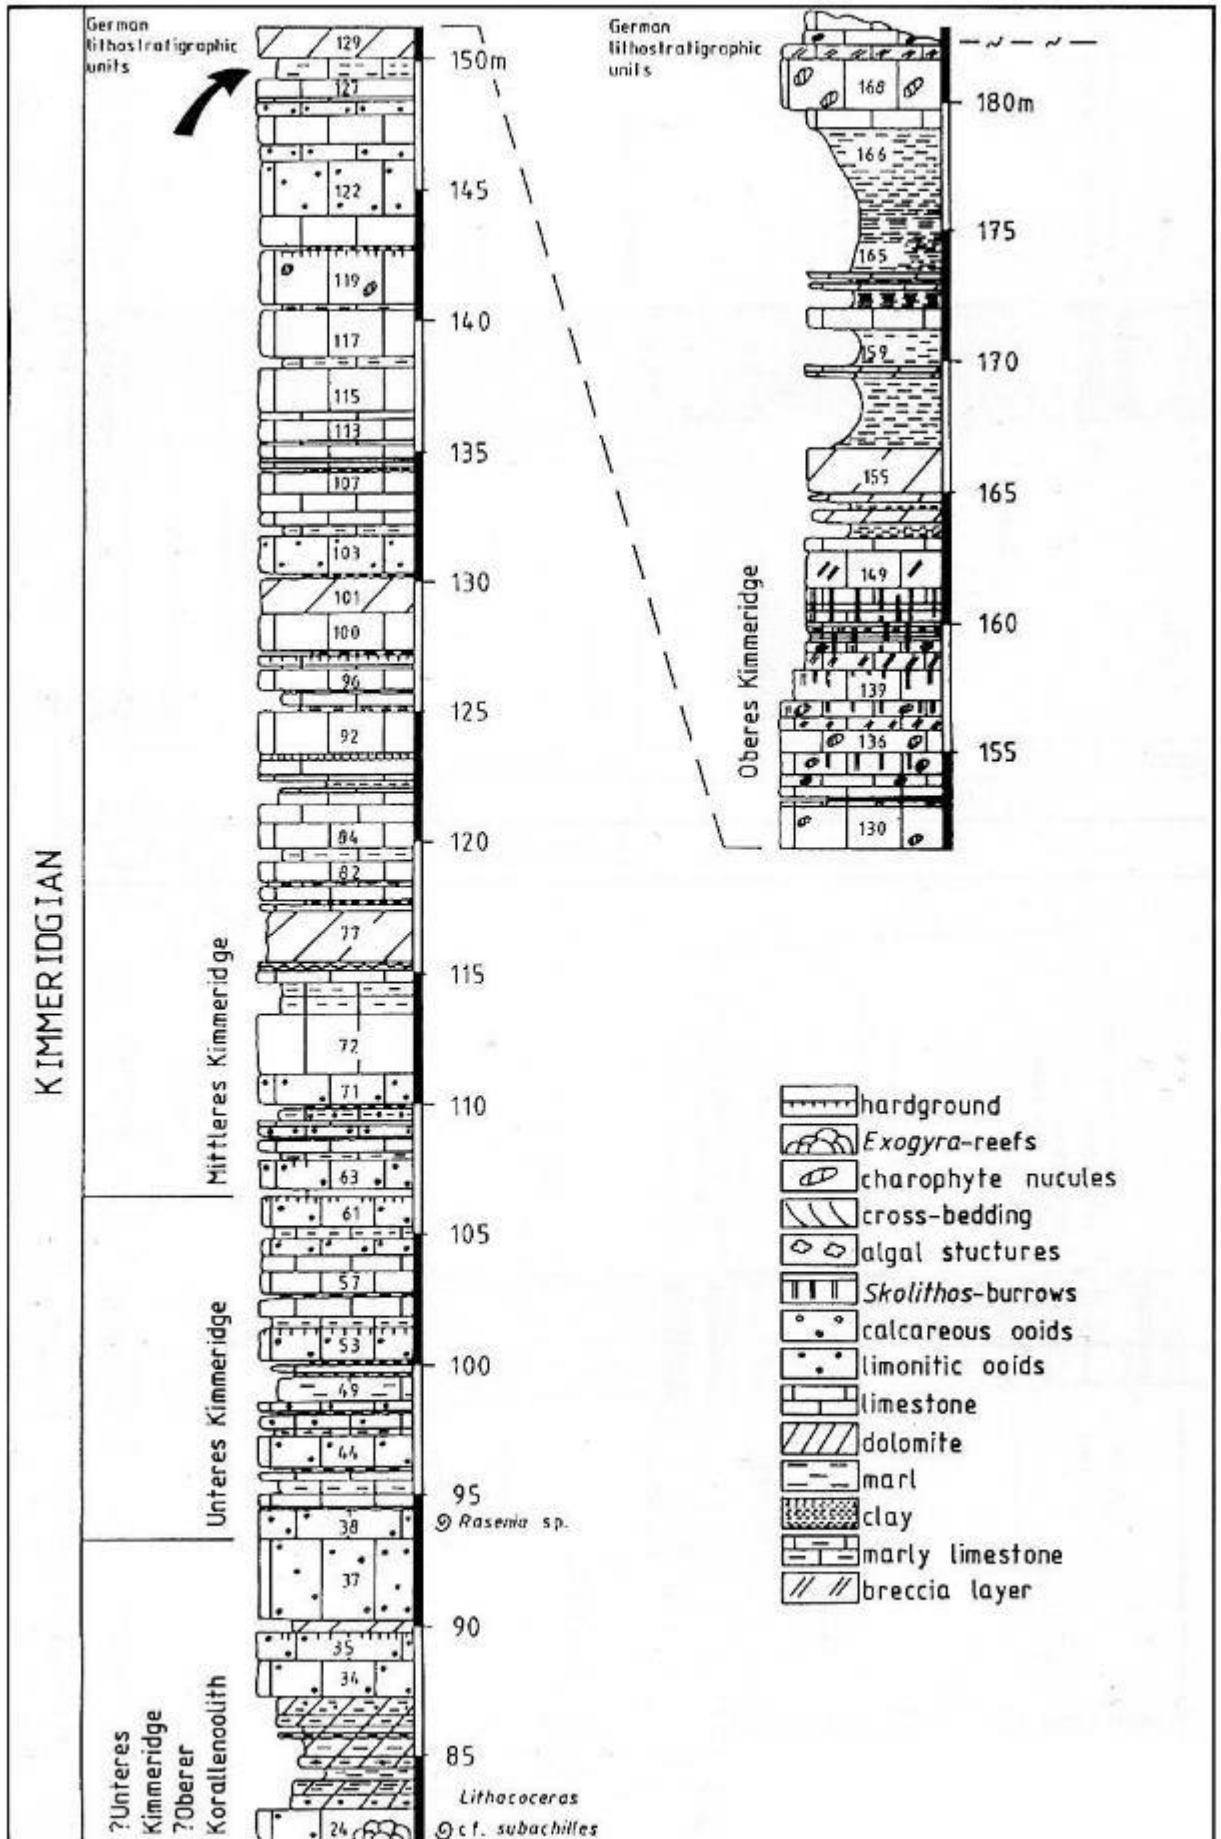 German
lithostratigraphic
units
129
150m
127
122
145
119
140
117
115
113
135
107
103
130
101
100
96
125
92
84
120
82
77
115
72
71
110
63
61
105
57
53
100
49
44
95
38
Rasenia sp.
37
90
35
34
85
Lithacoceras
24
cf. subachilles
KIMMERIDGIAN
Mittleres Kimmeridge
Unteres Kimmeridge
?Unteres
Kimmeridge
?Oberer
Korallenoolith
German
lithostratigraphic
units
168
180m
166
175
165
159
170
155
165
149
160
139
136
155
130
Oberes Kimmeridge
hardground
Exogyra-reefs
charophyte nucules
cross-bedding
algal stuctures
Skolithos-burrows
calcareous ooids
limonitic ooids
limestone
dolomite
marl
clay
marly limestone
breccia layer